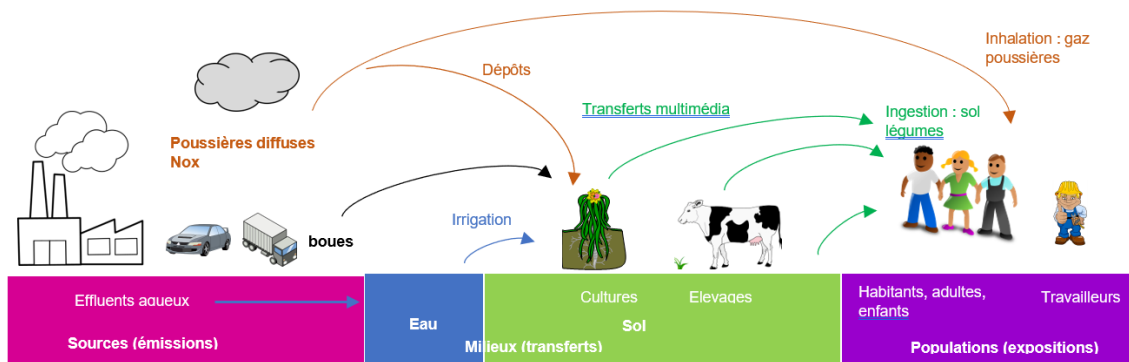 Inhalation : gaz
poussières
Dépôts
Transferts multimédia
Ingestion : sol
légumes
Poussières diffuses
Nox
Irrigation
boues
Effluents aqueux
Cultures
Elevages
Habitants, adultes,
enfants
Travailleurs
Eau
Sol
Sources (émissions)
Milieux (transferts)
Populations (expositions)